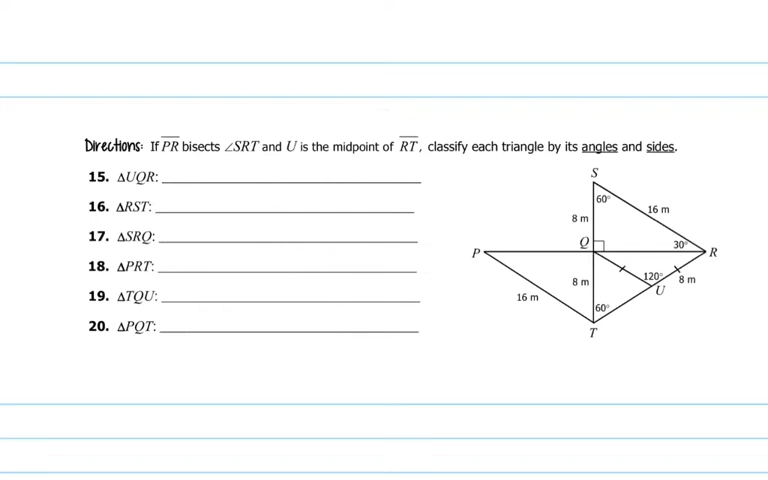 Directions: If PR bisects ∠SRT and U is the midpoint of RT, classify each triangle by its angles and sides.
15. ΔUQR:
16. ΔRST:
17. ΔSRQ:
18. ΔPRT:
19. ΔTQU:
20. ΔPQT:
S
60°
16 m
8 m
Q
30°
P
R
120°
8 m
8 m
U
16 m
60°
T